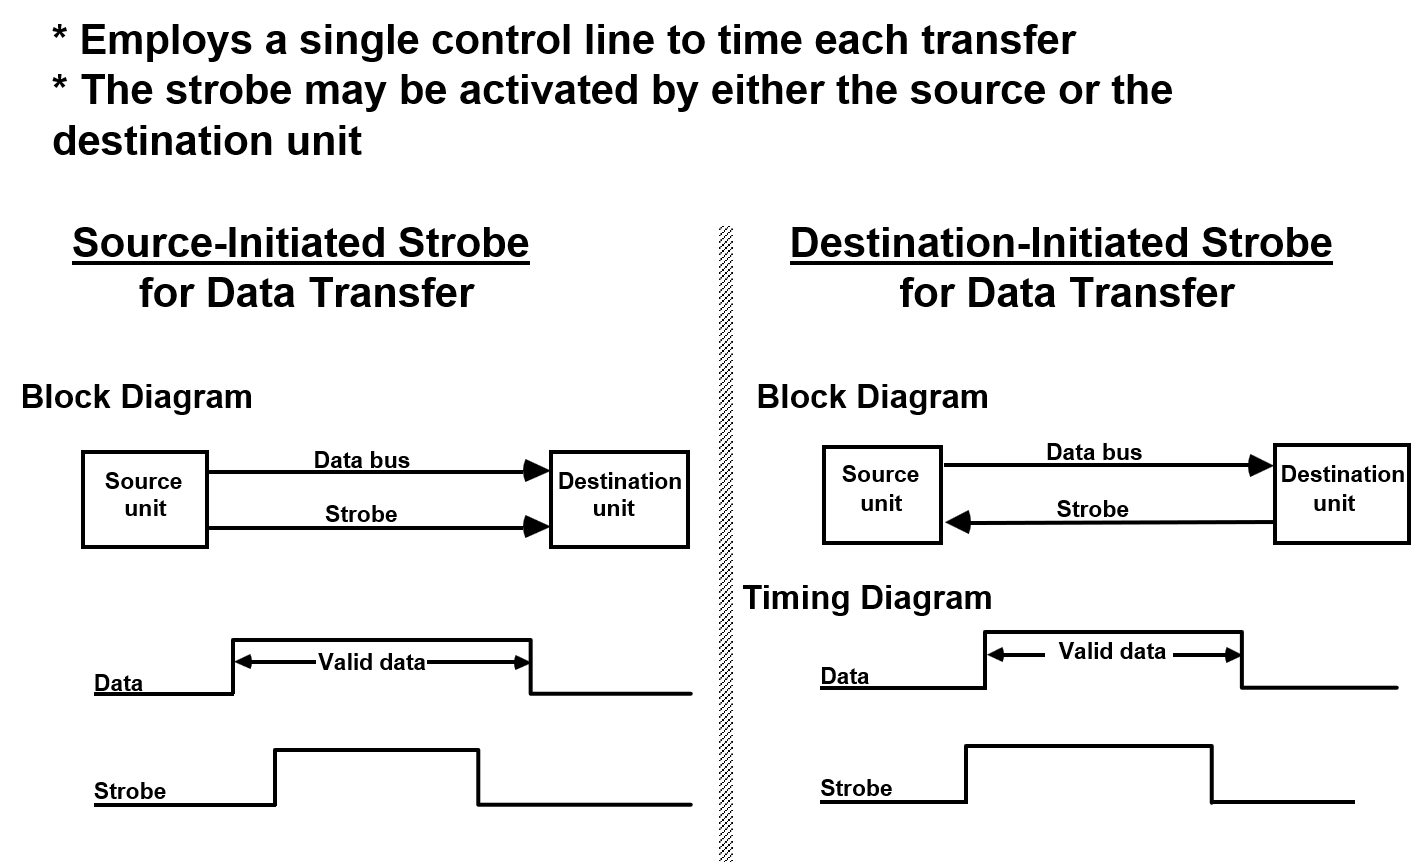 * Employs a single control line to time each transfer
* The strobe may be activated by either the source or the
destination unit
Source-Initiated Strobe
for Data Transfer
Block Diagram
Data bus
Source
unit
Destination
unit
Strobe
Valid data
Data
Strobe
Destination-Initiated Strobe
for Data Transfer
Block Diagram
Data bus
Source
unit
Destination
unit
Strobe
Timing Diagram
Valid data
Data
Strobe